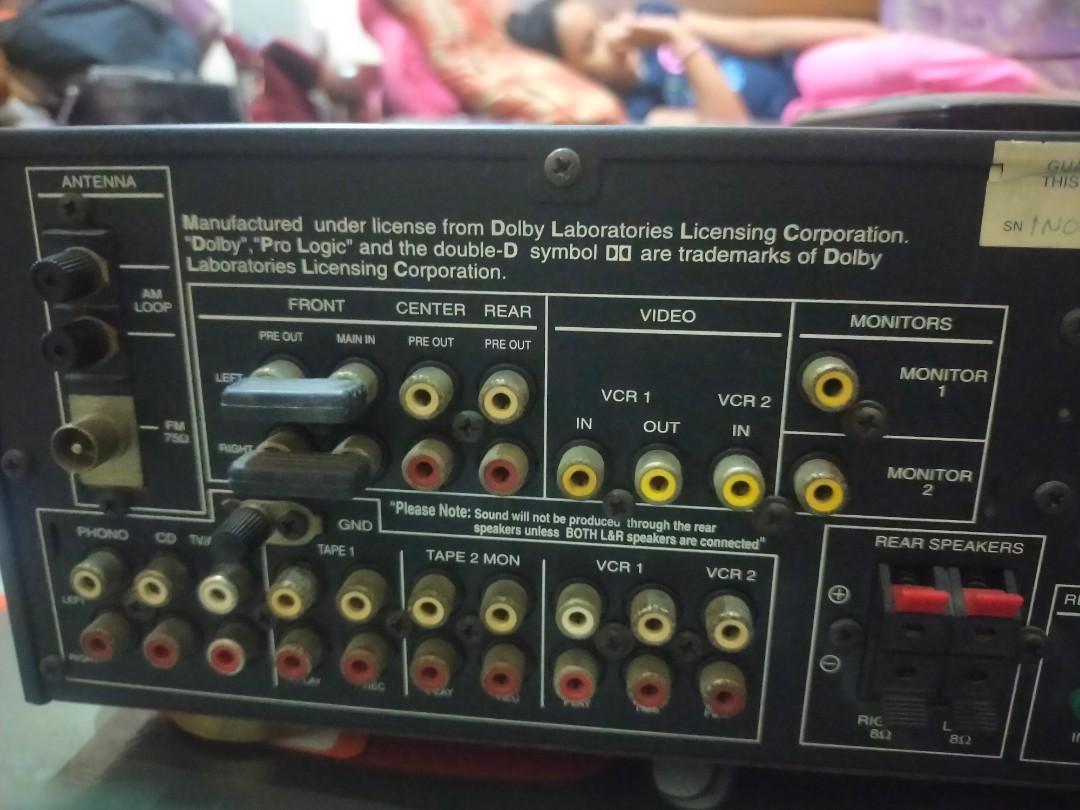 ANTENNA
Manufactured under license from Dolby Laboratories Licensing Corporation.
"Dolby","Pro Logic" and the double-D symbol are trademarks of Dolby
Laboratories Licensing Corporation.
SN
THIS
AM
LOOP
FM
75Ω
FRONT
CENTER
REAR
PRE OUT
MAIN IN
PRE OUT
PRE OUT
LEFT
RIGHT
VIDEO
VCR 1
VCR 2
IN
OUT
IN
MONITORS
MONITOR
1
MONITOR
2
"Please Note: Sound will not be produced through the rear
speakers unless BOTH L&R speakers are connected"
GND
PHONO
CD
TAPE 1
TAPE 2 MON
VCR 1
VCR 2
LEFT
RIGHT
REAR SPEAKERS
+
−
8Ω
8Ω